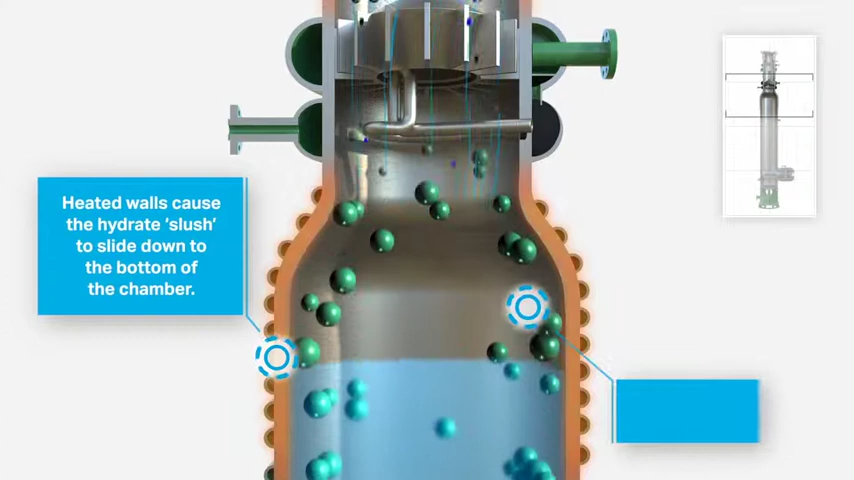 Heated walls cause
the hydrate ‘slush’
to slide down to
the bottom of
the chamber.